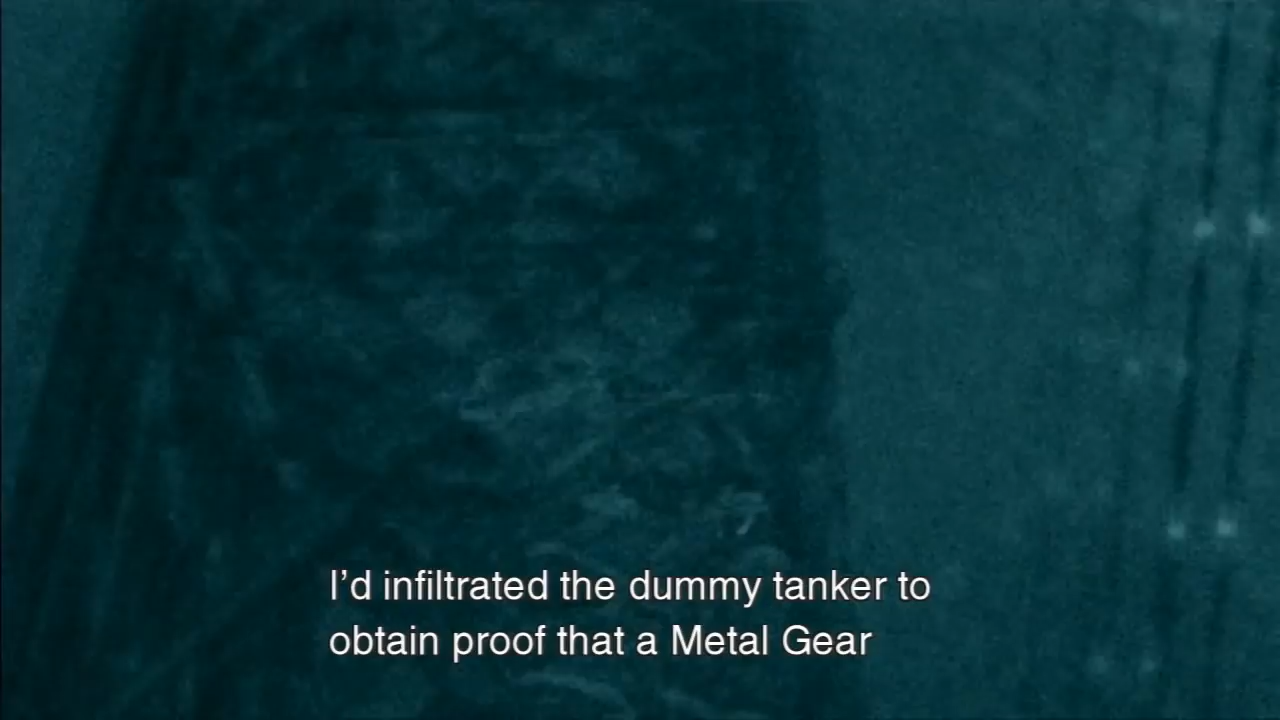 I’d infiltrated the dummy tanker to
obtain proof that a Metal Gear